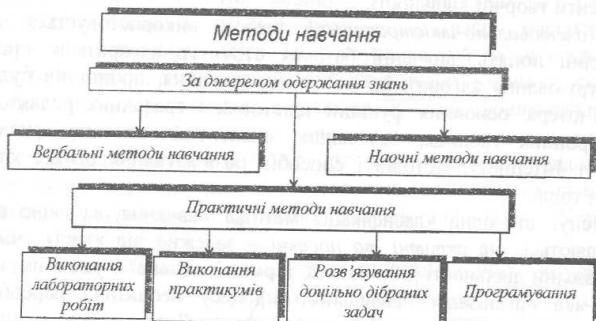 Методи навчання
За джерелом одержання знань
Вербальні методи навчання
Наочні методи навчання
Практичні методи навчання
Виконання
лабораторних
робіт
Виконання
практикумів
Розв'язування
доцільно дібраних
задач
Програмування